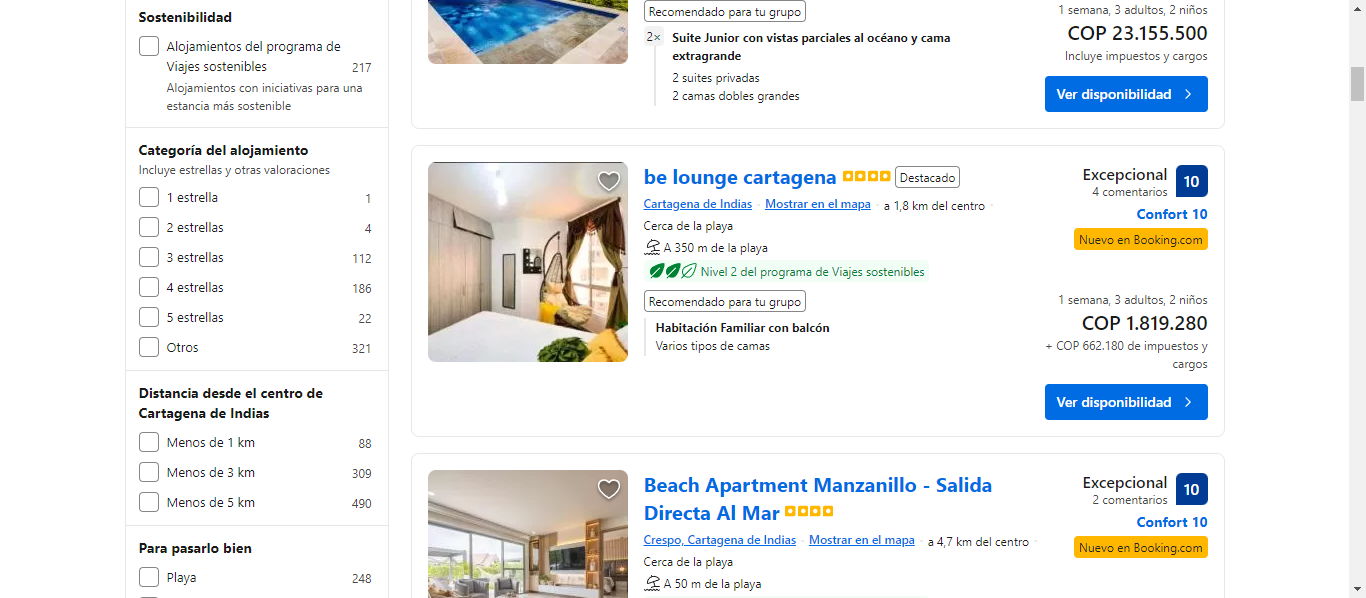 Sostenibilidad
Alojamientos del programa de
Viajes sostenibles 217
Alojamientos con iniciativas para una
estancia más sostenible
Categoría del alojamiento
Incluye estrellas y otras valoraciones
1 estrella 1
2 estrellas 4
3 estrellas 112
4 estrellas 186
5 estrellas 22
Otros 321
Distancia desde el centro de
Cartagena de Indias
Menos de 1 km 88
Menos de 3 km 309
Menos de 5 km 490
Para pasarlo bien
Playa 248
Recomendado para tu grupo
2× Suite Junior con vistas parciales al océano y cama
extragrande
2 suites privadas
2 camas dobles grandes
1 semana, 3 adultos, 2 niños
COP 23.155.500
Incluye impuestos y cargos
Ver disponibilidad
be lounge cartagena Destacado
Cartagena de Indias · Mostrar en el mapa · a 1,8 km del centro
Cerca de la playa
A 350 m de la playa
Nivel 2 del programa de Viajes sostenibles
Recomendado para tu grupo
Habitación Familiar con balcón
Varios tipos de camas
Excepcional 10
4 comentarios
Confort 10
Nuevo en Booking.com
1 semana, 3 adultos, 2 niños
COP 1.819.280
+ COP 662.180 de impuestos y
cargos
Ver disponibilidad
Beach Apartment Manzanillo - Salida
Directa Al Mar
Crespo, Cartagena de Indias · Mostrar en el mapa · a 4,7 km del centro
Cerca de la playa
A 50 m de la playa
Excepcional 10
2 comentarios
Confort 10
Nuevo en Booking.com